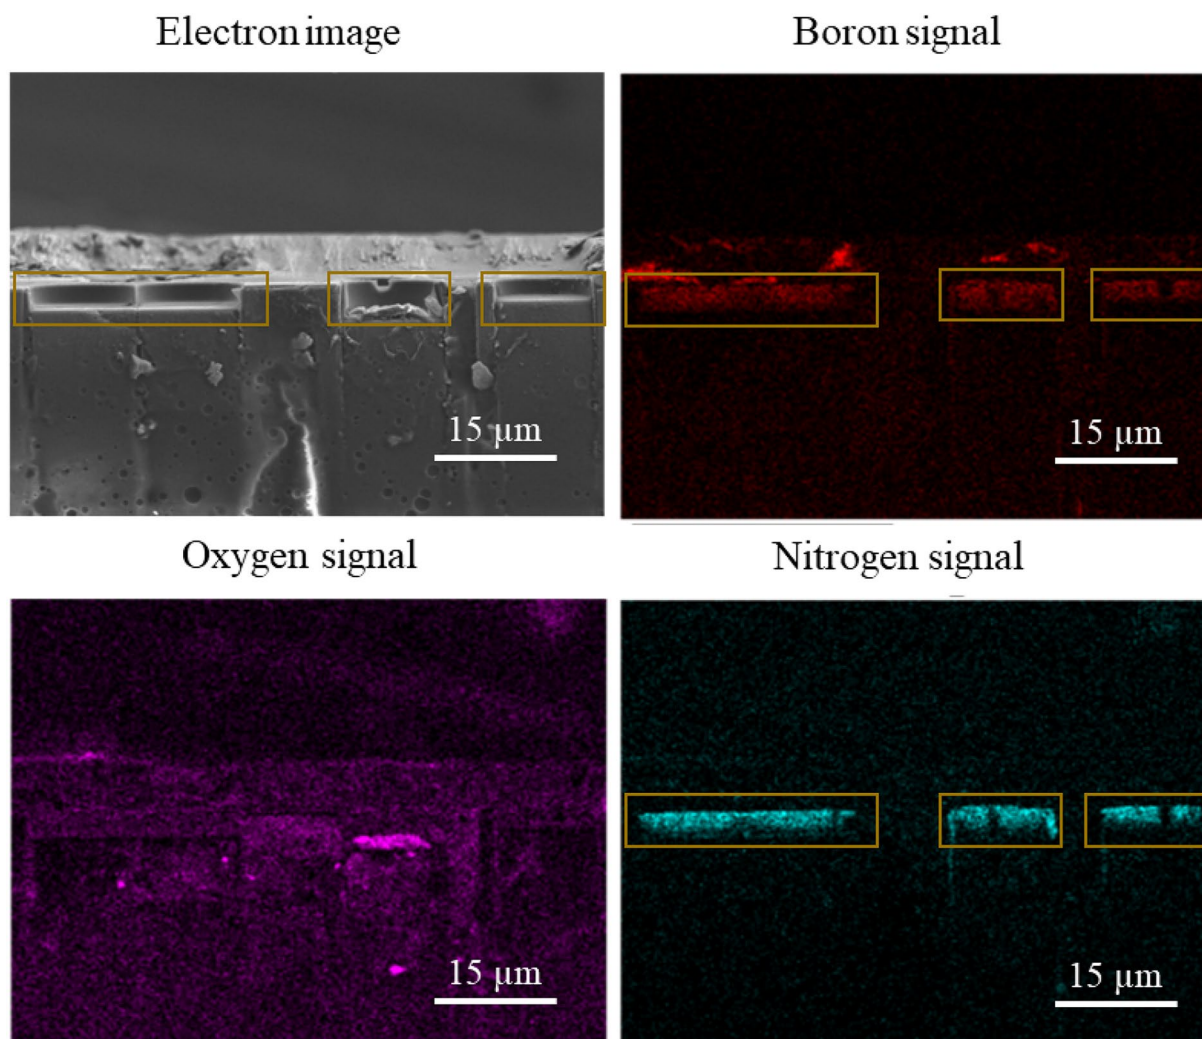 Electron image
Boron signal
15 µm
15 µm
Oxygen signal
Nitrogen signal
15 µm
15 µm